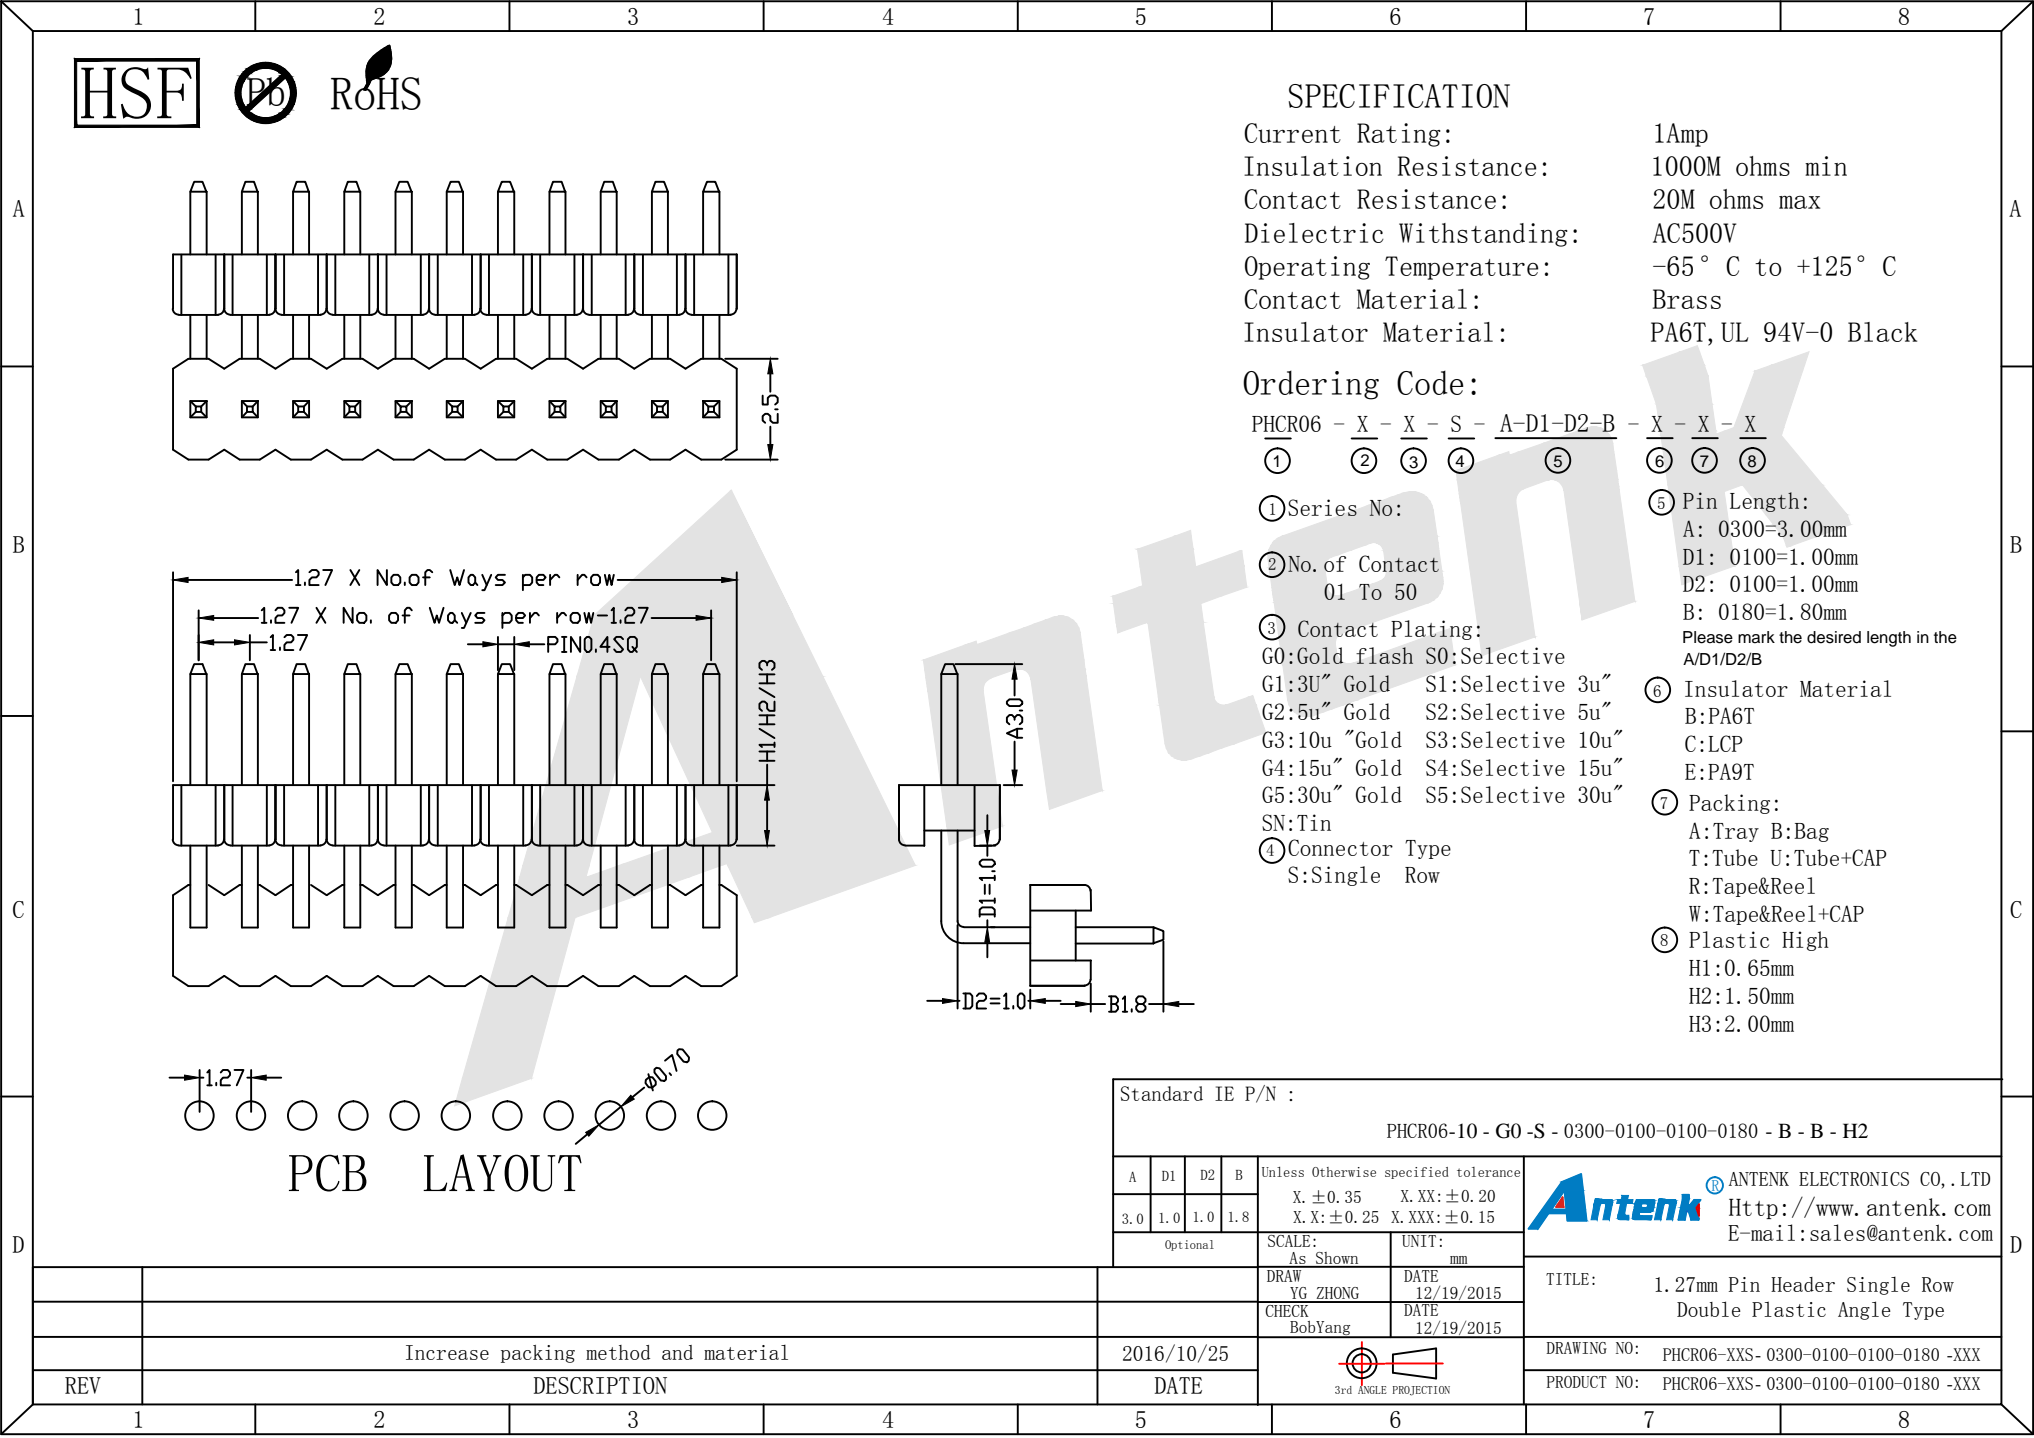 1 2 3 4 5 6 7 8
HSF Pb RoHS
A A
B B
C C
D D
SPECIFICATION
Current Rating: 1Amp
Insulation Resistance: 1000M ohms min
Contact Resistance: 20M ohms max
Dielectric Withstanding: AC500V
Operating Temperature: -65° C to +125° C
Contact Material: Brass
Insulator Material: PA6T,UL 94V-0 Black
Ordering Code:
PHCR06 - X - X - S - A-D1-D2-B - X - X - X
1 2 3 4 5 6 7 8
1 Series No:
2 No.of Contact
01 To 50
3 Contact Plating:
G0:Gold flash S0:Selective
G1:3U″ Gold S1:Selective 3u″
G2:5u″ Gold S2:Selective 5u″
G3:10u ″Gold S3:Selective 10u″
G4:15u″ Gold S4:Selective 15u″
G5:30u″ Gold S5:Selective 30u″
SN:Tin
4 Connector Type
S:Single Row
5 Pin Length:
A: 0300=3.00mm
D1: 0100=1.00mm
D2: 0100=1.00mm
B: 0180=1.80mm
Please mark the desired length in the
A/D1/D2/B
6 Insulator Material
B:PA6T
C:LCP
E:PA9T
7 Packing:
A:Tray B:Bag
T:Tube U:Tube+CAP
R:Tape&Reel
W:Tape&Reel+CAP
8 Plastic High
H1:0.65mm
H2:1.50mm
H3:2.00mm
2.5
1.27 X No.of Ways per row
1.27 X No. of Ways per row-1.27
1.27
PIN0.4SQ
H1/H2/H3
A3.0
D1=1.0
D2=1.0
B1.8
1.27
ø0.70
PCB LAYOUT
Antenk
Standard IE P/N :
PHCR06-10 - G0 -S - 0300-0100-0100-0180 - B - B - H2
A D1 D2 B
3.0 1.0 1.0 1.8
Optional
Unless Otherwise specified tolerance
X.±0.35 X.XX:±0.20
X.X:±0.25 X.XXX:±0.15
SCALE: As Shown
UNIT: mm
DRAW YG ZHONG
DATE 12/19/2015
CHECK BobYang
DATE 12/19/2015
3rd ANGLE PROJECTION
Antenk ®
ANTENK ELECTRONICS CO,.LTD
Http://www.antenk.com
E-mail:sales@antenk.com
TITLE: 1.27mm Pin Header Single Row
Double Plastic Angle Type
DRAWING NO: PHCR06-XXS-0300-0100-0100-0180 -XXX
PRODUCT NO: PHCR06-XXS-0300-0100-0100-0180 -XXX
Increase packing method and material 2016/10/25
REV DESCRIPTION DATE
1 2 3 4 5 6 7 8